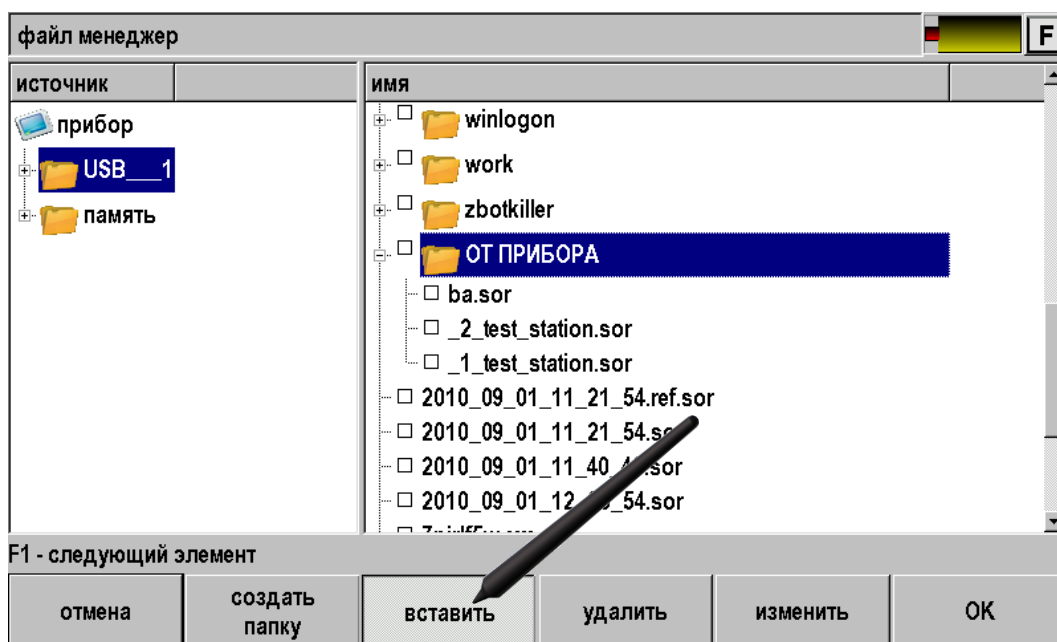 файл менеджер
F
источник
имя
прибор
USB___1
память
winlogon
work
zbotkiller
ОТ ПРИБОРА
ba.sor
_2_test_station.sor
_1_test_station.sor
2010_09_01_11_21_54.ref.sor
2010_09_01_11_21_54.so
2010_09_01_11_40_4 .sor
2010_09_01_12_ _54.sor
F1 - следующий элемент
отмена
создать
папку
вставить
удалить
изменить
OK